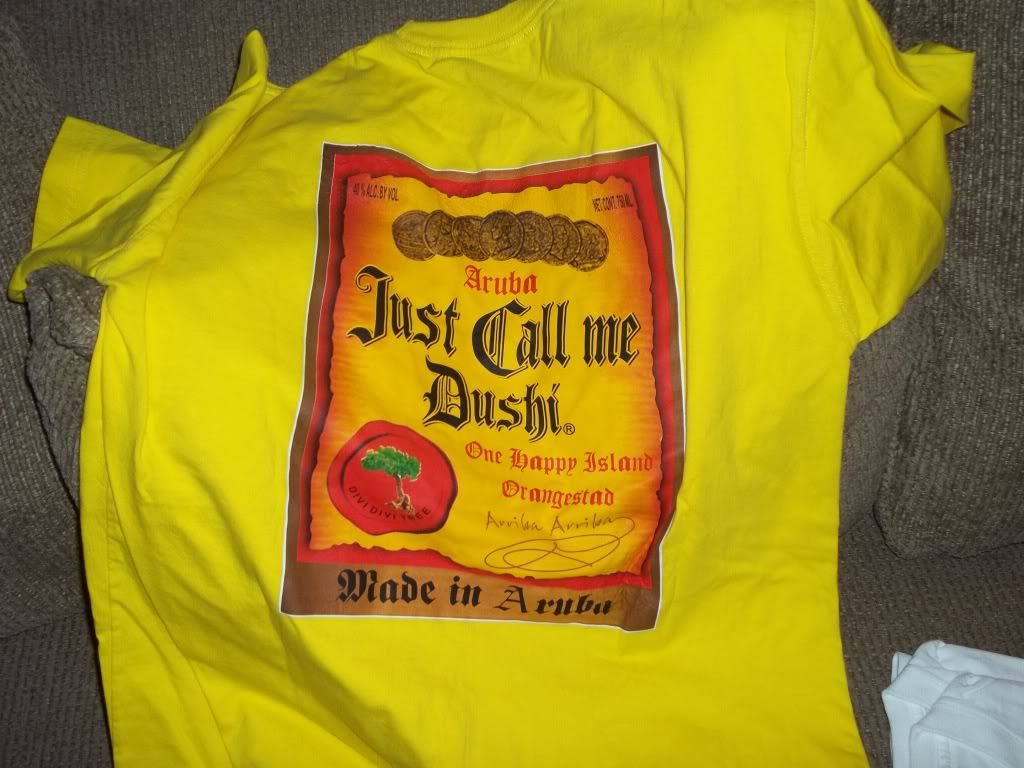 40 % ALC. BY VOL.
NET. CONT. 750 ML.
Aruba
Just Call me
Dushi®
One Happy Island
Orangestad
DIVI DIVI TREE
Arriba Arriba
Made in Aruba